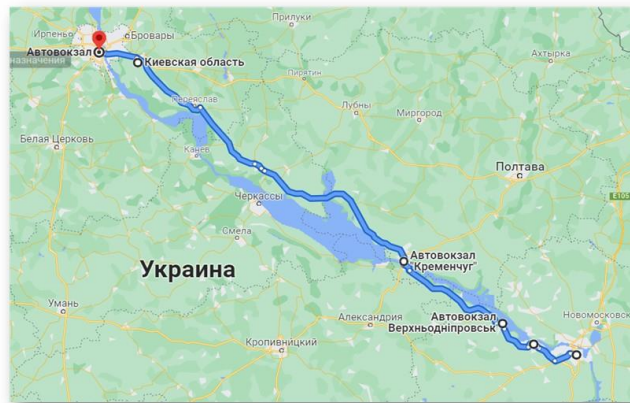 Прилуки
Ирпень
Бровары
Ахтырка
Автовокзал
назначения
Киевская область
Пирятин
Переяслав
Лубны
Миргород
Белая Церковь
Канев
Полтава
E105
Черкассы
Смела
Автовокзал
"Кременчуг"
Украина
Умань
Александрия
Автовокзал
Верхньодніпровськ
Новомосковск
Кропивницкий